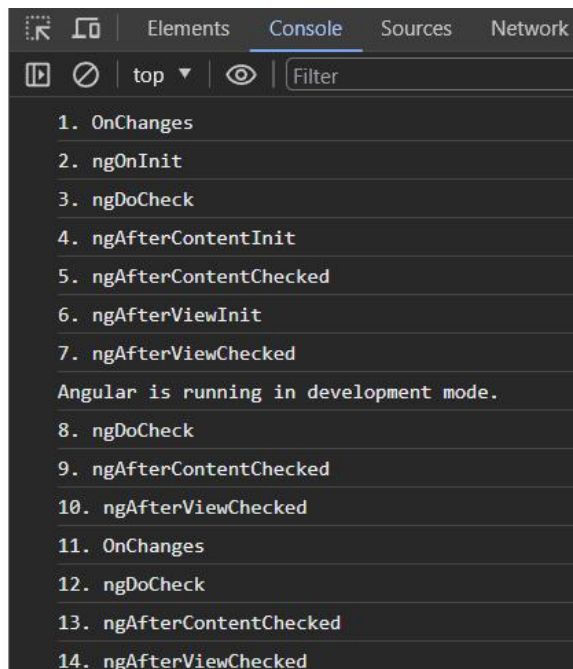 Elements Console Sources Network
top Filter
1. OnChanges
2. ngOnInit
3. ngDoCheck
4. ngAfterContentInit
5. ngAfterContentChecked
6. ngAfterViewInit
7. ngAfterViewChecked
Angular is running in development mode.
8. ngDoCheck
9. ngAfterContentChecked
10. ngAfterViewChecked
11. OnChanges
12. ngDoCheck
13. ngAfterContentChecked
14. ngAfterViewChecked